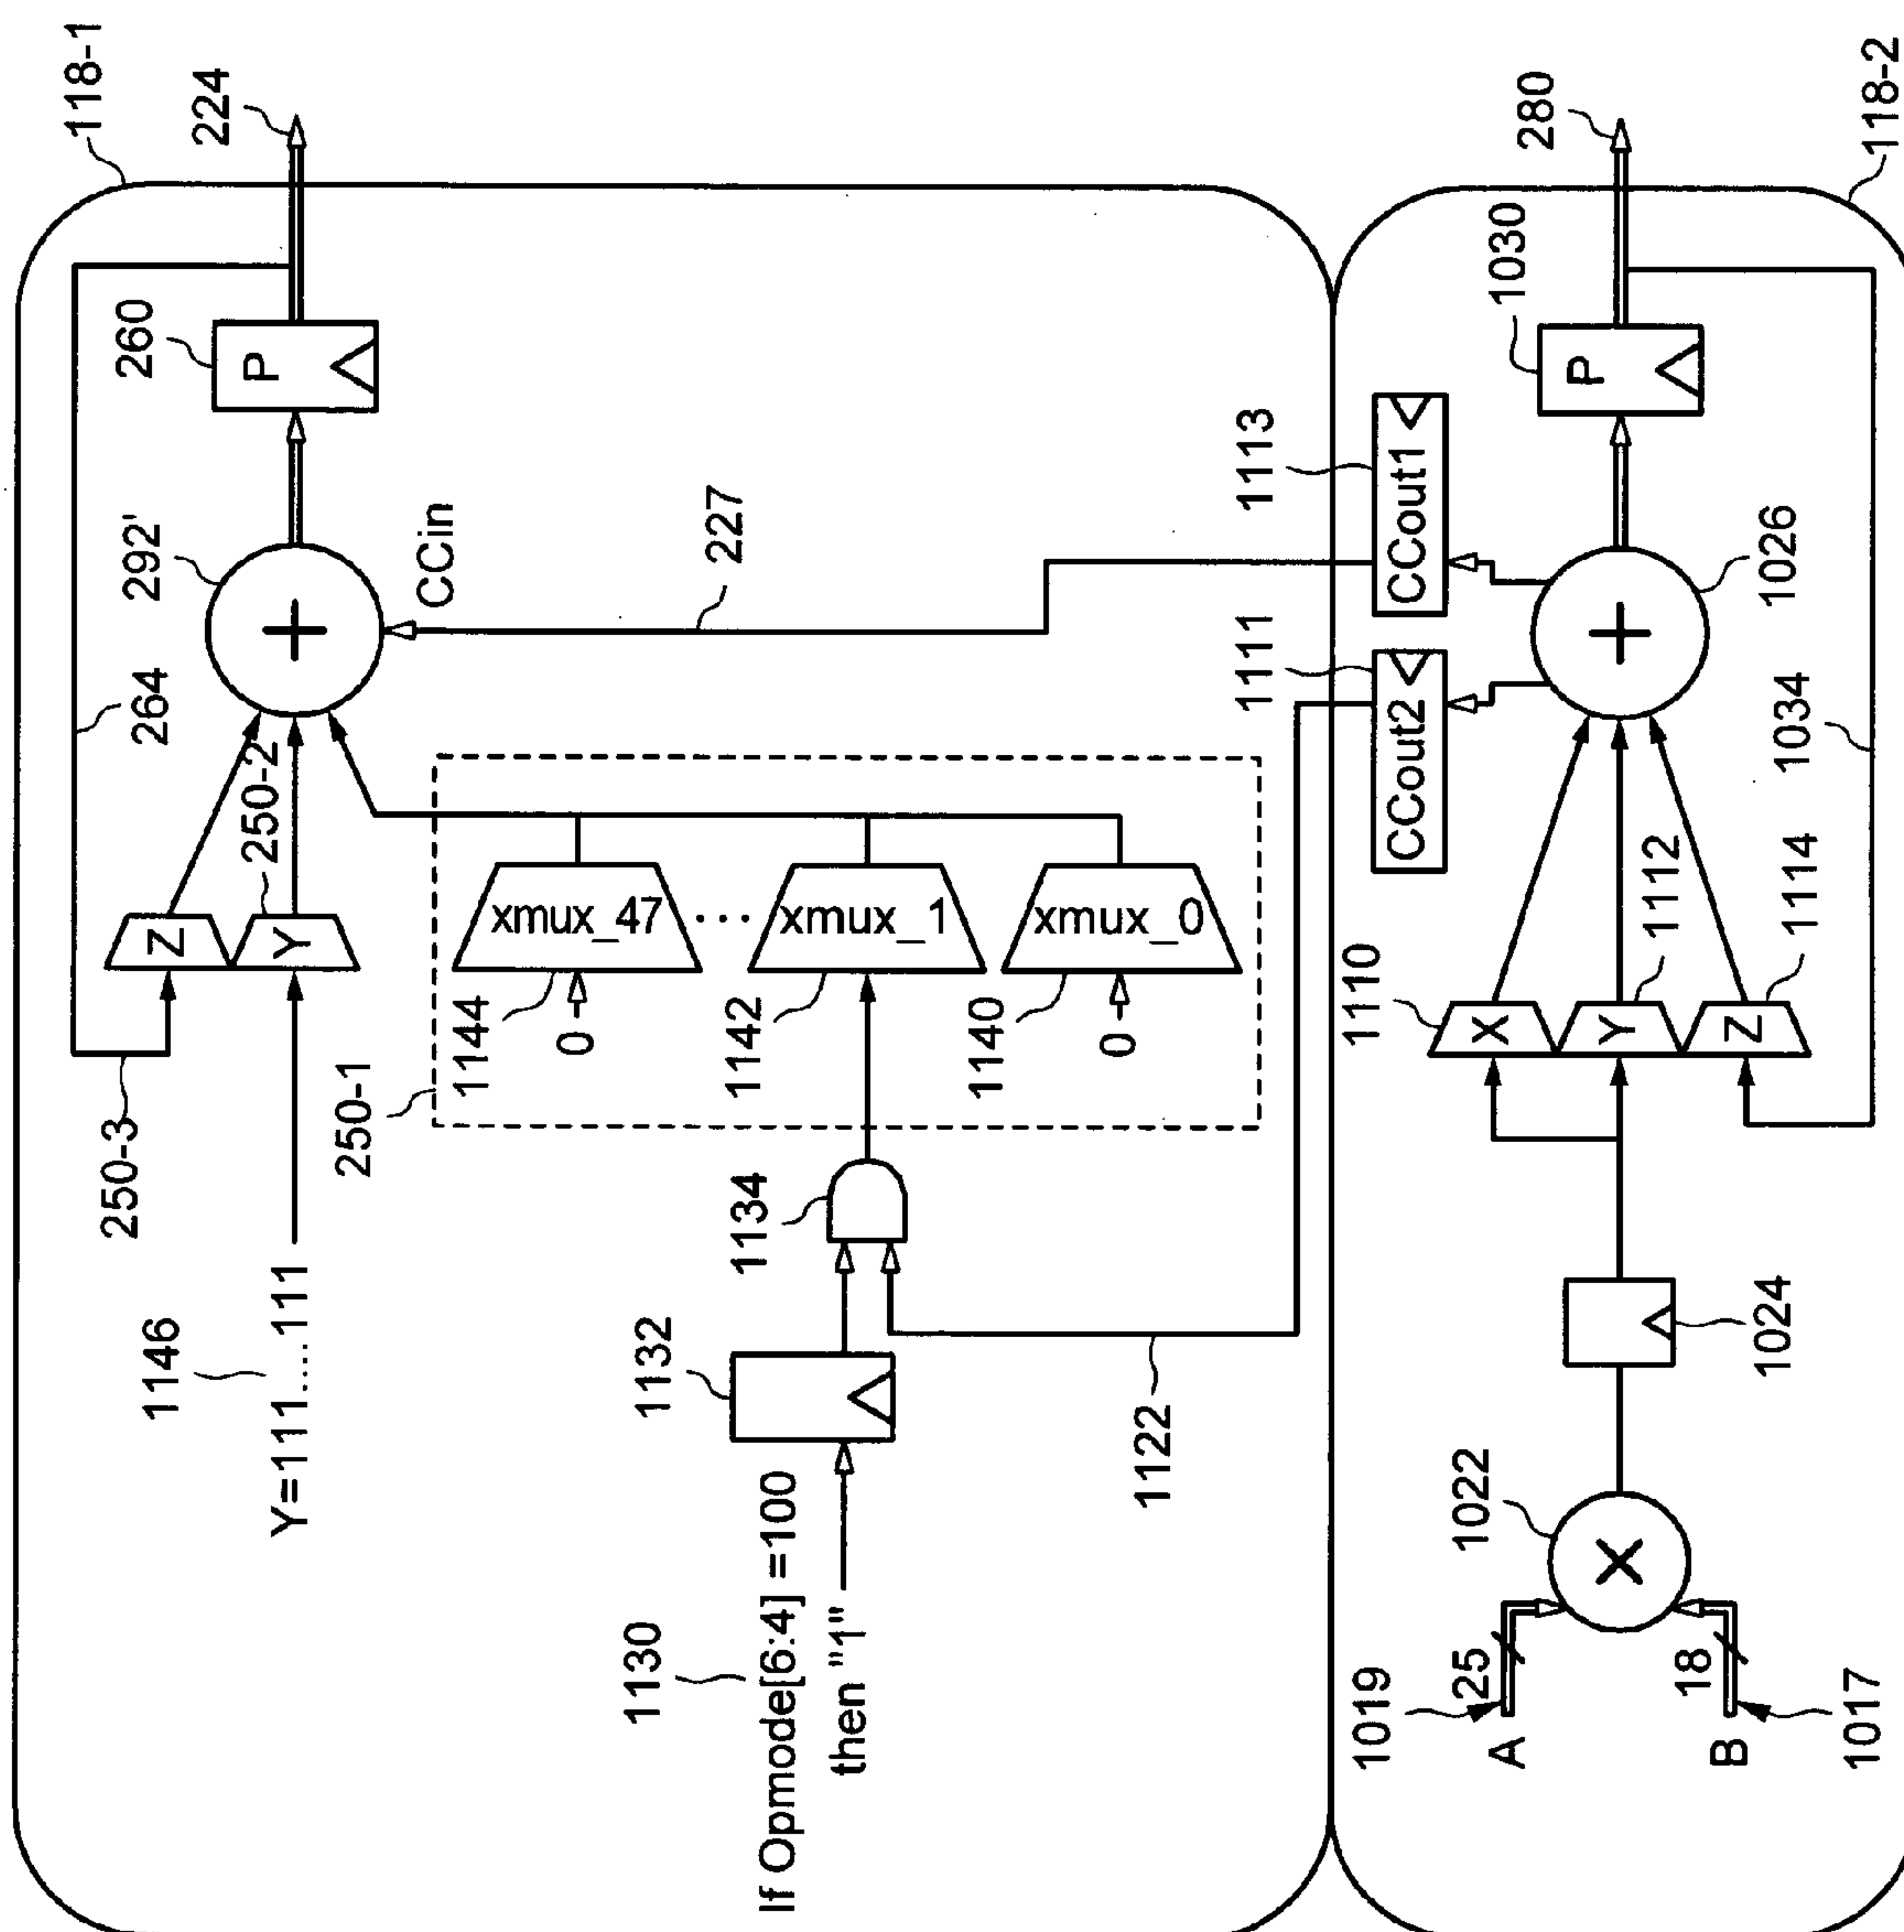 118-1
224
260
P
264
292'
+
CCin
227
250-2
Z
Y
250-3
1146
Y=111....111
250-1
xmux_47
...
xmux_1
xmux_0
1144
0
1142
1140
0
1134
1132
1130
If Opmode[6:4] =100
then "1"
1122
118-2
280
1030
P
1113
CCout1
1111
CCout2
+
1026
1034
1110
X
Y
Z
1112
1114
1024
1022
×
1019
25
A
18
B
1017